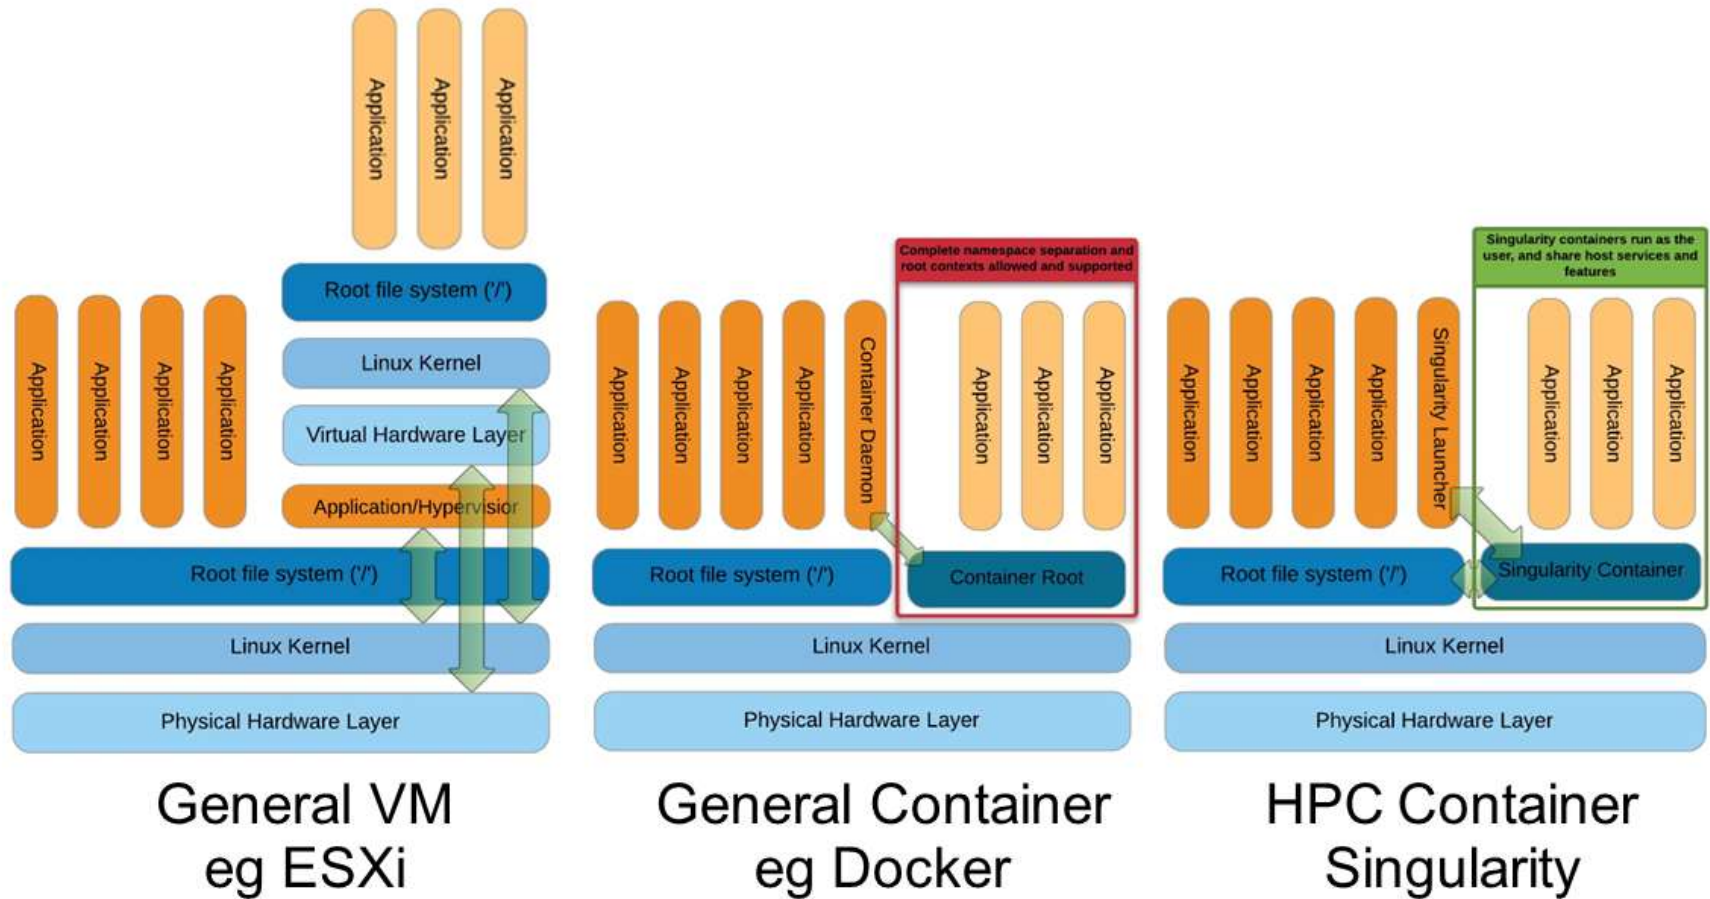 Application
Application
Application
Root file system ('/')
Linux Kernel
Virtual Hardware Layer
Application/Hypervisior
Application
Application
Application
Application
Root file system ('/')
Linux Kernel
Physical Hardware Layer
General VM
eg ESXi
Complete namespace separation and
root contexts allowed and supported
Application
Application
Application
Application
Container Daemon
Application
Application
Application
Root file system ('/')
Container Root
Linux Kernel
Physical Hardware Layer
General Container
eg Docker
Singularity containers run as the
user, and share host services and
features
Application
Application
Application
Application
Singularity Launcher
Application
Application
Application
Root file system ('/')
Singularity Container
Linux Kernel
Physical Hardware Layer
HPC Container
Singularity